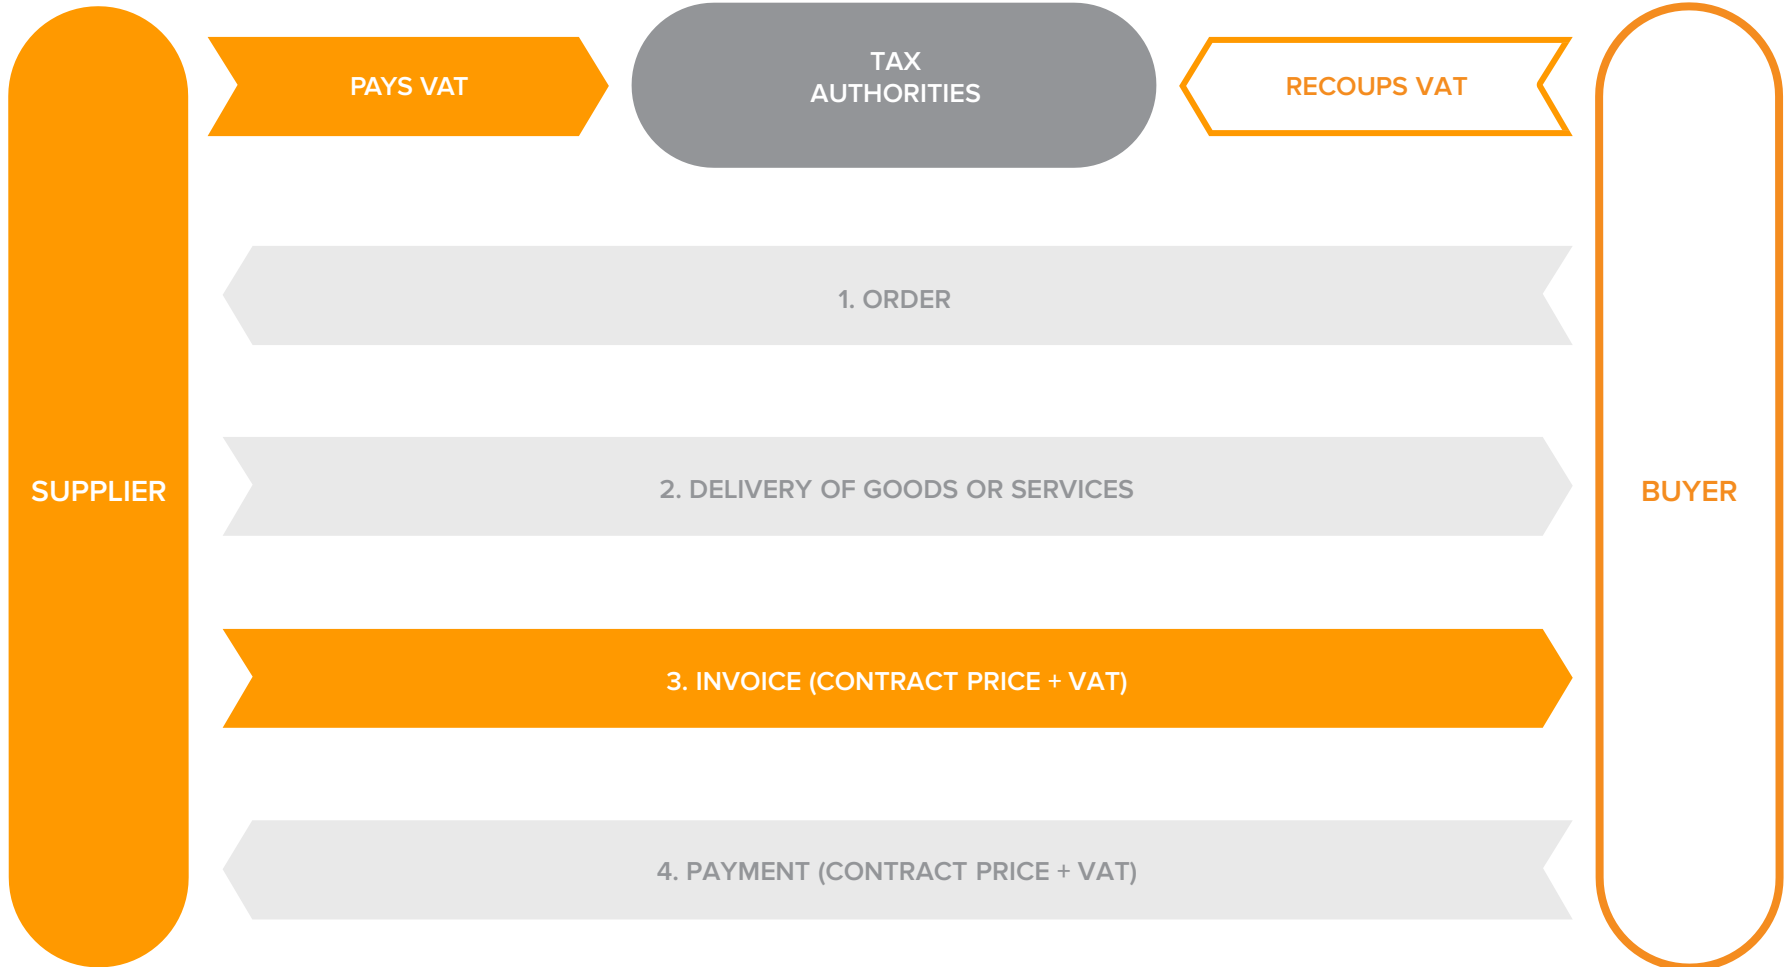 PAYS VAT
TAX
AUTHORITIES
RECOUPS VAT
1. ORDER
SUPPLIER
2. DELIVERY OF GOODS OR SERVICES
BUYER
3. INVOICE (CONTRACT PRICE + VAT)
4. PAYMENT (CONTRACT PRICE + VAT)